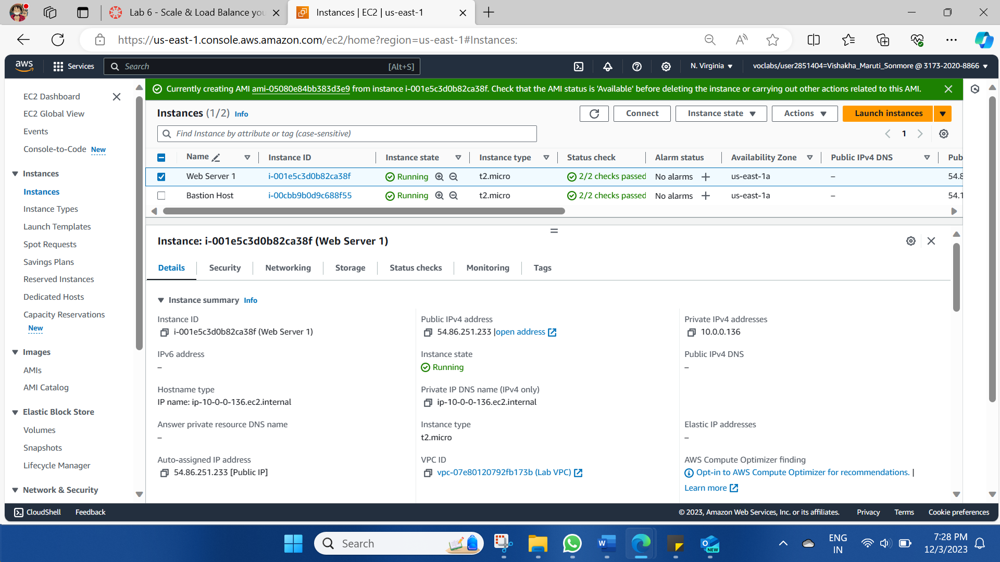 Lab 6 - Scale & Load Balance you
Instances | EC2 | us-east-1
https://us-east-1.console.aws.amazon.com/ec2/home?region=us-east-1#Instances:
aws
Services
Search
[Alt+S]
N. Virginia
voclabs/user2851404=Vishakha_Maruti_Sonmore @ 3173-2020-8866
EC2 Dashboard
EC2 Global View
Events
Console-to-Code New
Instances
Instances
Instance Types
Launch Templates
Spot Requests
Savings Plans
Reserved Instances
Dedicated Hosts
Capacity Reservations
New
Images
AMIs
AMI Catalog
Elastic Block Store
Volumes
Snapshots
Lifecycle Manager
Network & Security
Currently creating AMI ami-05080e84bb383d3e9 from instance i-001e5c3d0b82ca38f. Check that the AMI status is 'Available' before deleting the instance or carrying out other actions related to this AMI.
Instances (1/2) Info
Connect
Instance state
Actions
Launch instances
Find Instance by attribute or tag (case-sensitive)
1
Name Instance ID Instance state Instance type Status check Alarm status Availability Zone Public IPv4 DNS Pub
Web Server 1 i-001e5c3d0b82ca38f Running t2.micro 2/2 checks passed No alarms us-east-1a – 54.8
Bastion Host i-00cbb9b0d9c688f55 Running t2.micro 2/2 checks passed No alarms us-east-1a – 54.1
Instance: i-001e5c3d0b82ca38f (Web Server 1)
Details Security Networking Storage Status checks Monitoring Tags
Instance summary Info
Instance ID
i-001e5c3d0b82ca38f (Web Server 1)
Public IPv4 address
54.86.251.233 |open address
Private IPv4 addresses
10.0.0.136
IPv6 address
–
Instance state
Running
Public IPv4 DNS
–
Hostname type
IP name: ip-10-0-0-136.ec2.internal
Private IP DNS name (IPv4 only)
ip-10-0-0-136.ec2.internal
Answer private resource DNS name
–
Instance type
t2.micro
Elastic IP addresses
–
Auto-assigned IP address
54.86.251.233 [Public IP]
VPC ID
vpc-07e80120792fb173b (Lab VPC)
AWS Compute Optimizer finding
Opt-in to AWS Compute Optimizer for recommendations. |
Learn more
CloudShell
Feedback
© 2023, Amazon Web Services, Inc. or its affiliates.
Privacy
Terms
Cookie preferences
Search
W
O
NEW
ENG
IN
7:28 PM
12/3/2023